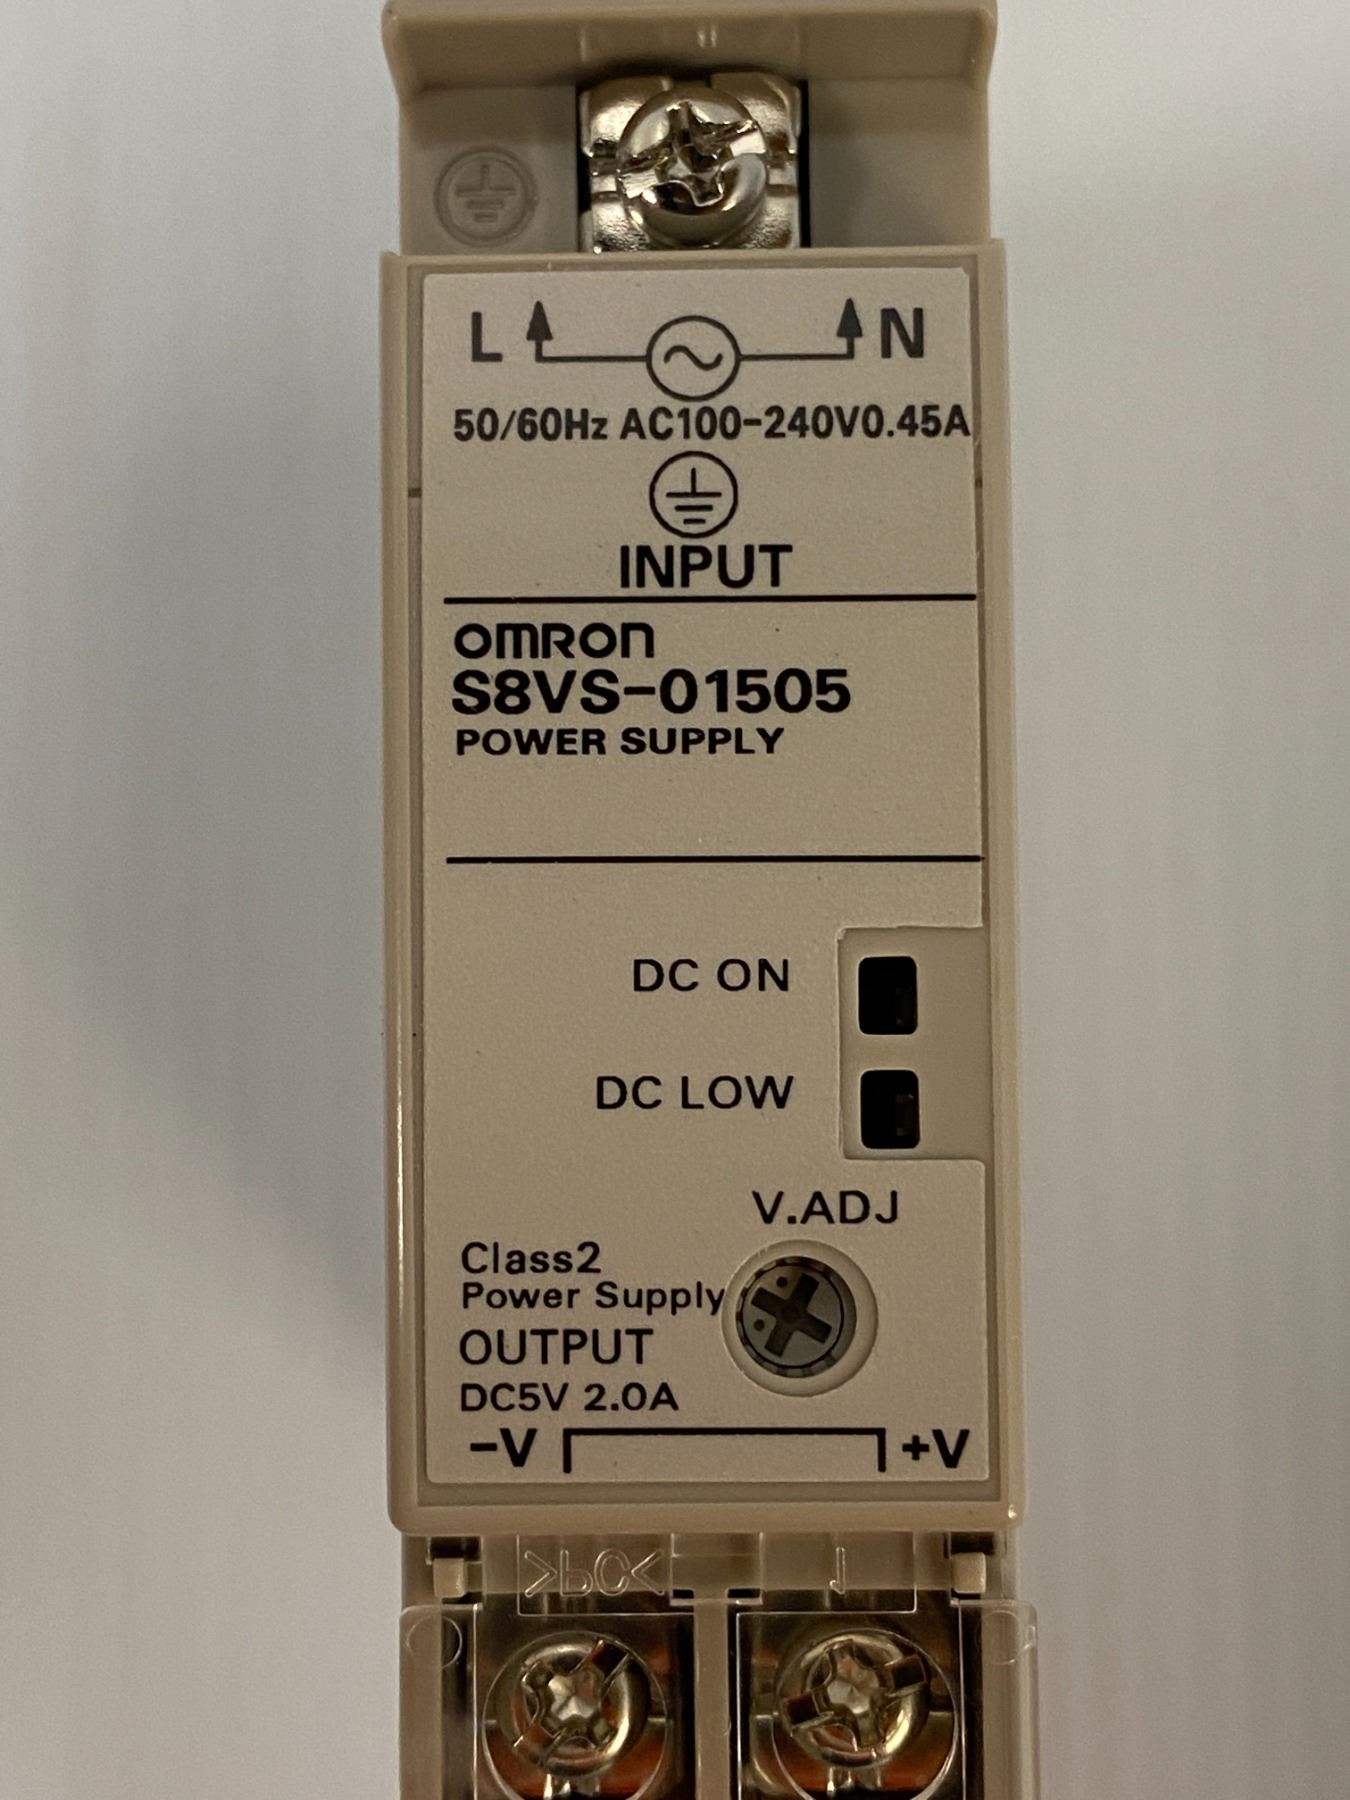 L N
50/60Hz AC100-240V0.45A
INPUT
OMRON
S8VS-01505
POWER SUPPLY
DC ON
DC LOW
V.ADJ
Class2
Power Supply
OUTPUT
DC5V 2.0A
-V +V
>PC<
1